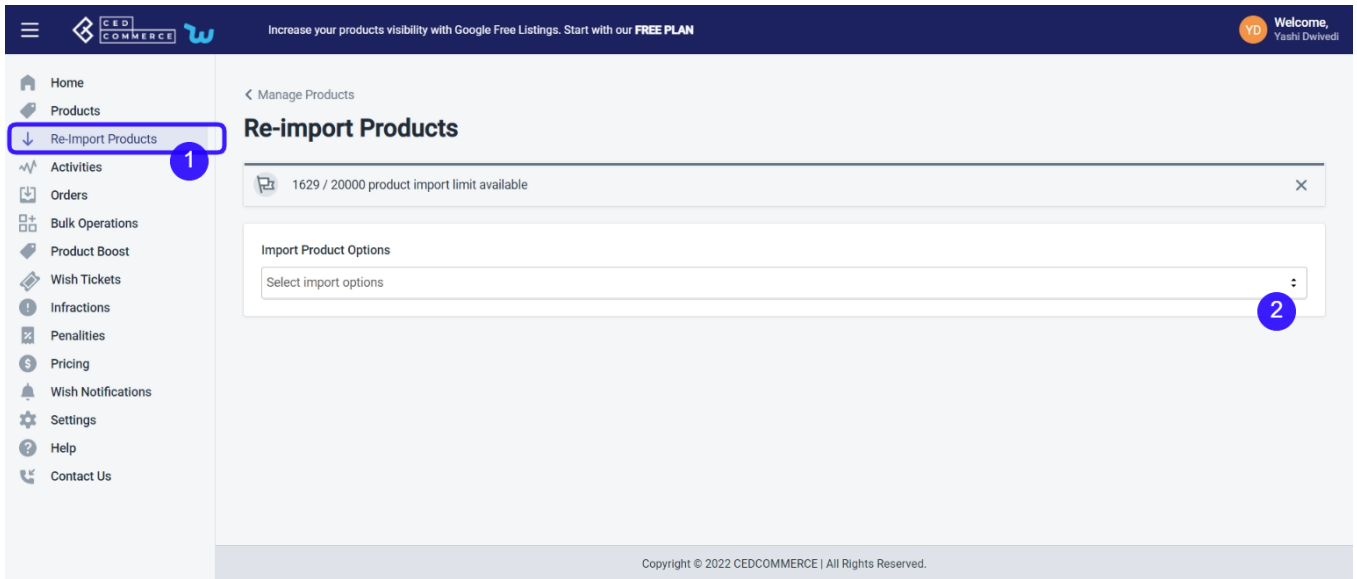 CED
COMMERCE
Increase your products visibility with Google Free Listings. Start with our FREE PLAN
YD
Welcome,
Yashi Dwivedi
Home
Products
Re-Import Products
1
Activities
Orders
Bulk Operations
Product Boost
Wish Tickets
Infractions
Penalities
Pricing
Wish Notifications
Settings
Help
Contact Us
Manage Products
Re-import Products
1629 / 20000 product import limit available
Import Product Options
Select import options
2
Copyright © 2022 CEDCOMMERCE | All Rights Reserved.